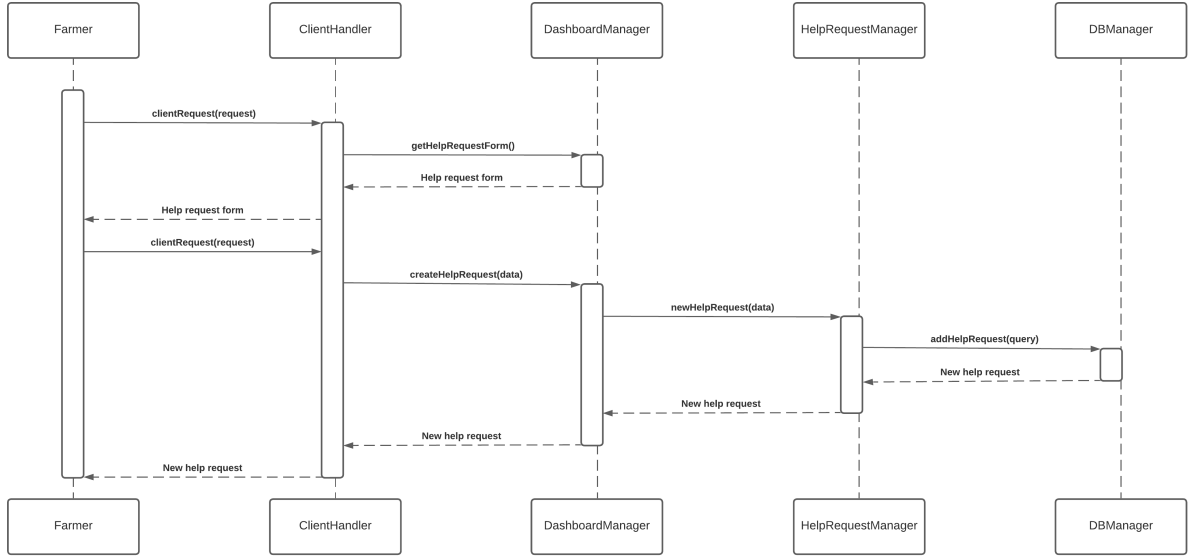 Farmer
ClientHandler
DashboardManager
HelpRequestManager
DBManager
clientRequest(request)
getHelpRequestForm()
Help request form
Help request form
clientRequest(request)
createHelpRequest(data)
newHelpRequest(data)
addHelpRequest(query)
New help request
New help request
New help request
New help request
Farmer
ClientHandler
DashboardManager
HelpRequestManager
DBManager